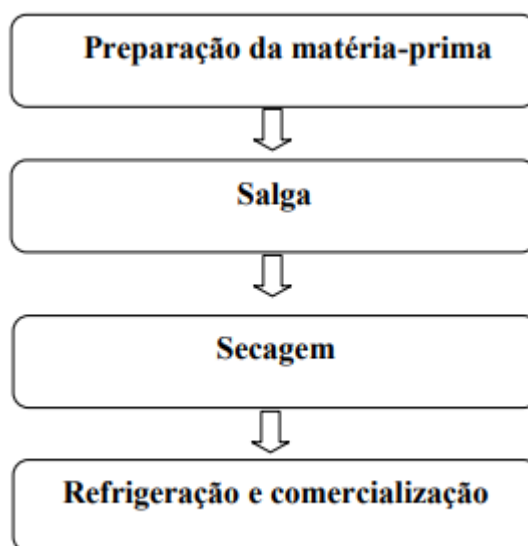 Preparação da matéria-prima
Salga
Secagem
Refrigeração e comercialização